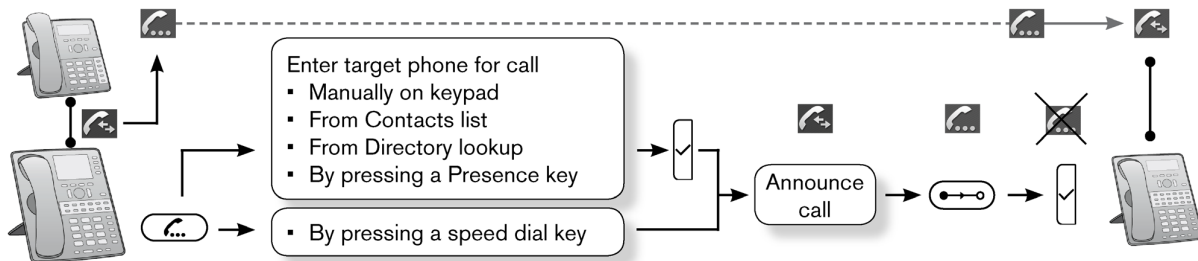 Enter target phone for call
▪ Manually on keypad
▪ From Contacts list
▪ From Directory lookup
▪ By pressing a Presence key
▪ By pressing a speed dial key
Announce
call